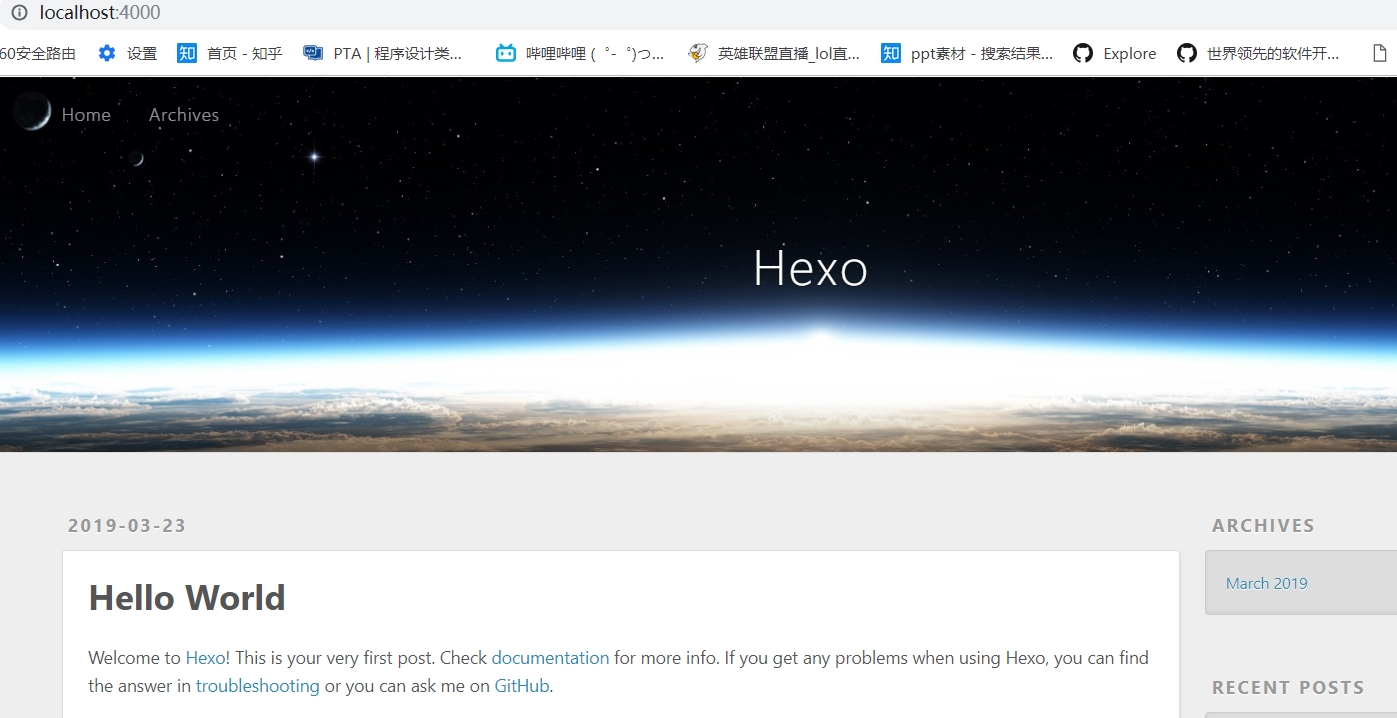 localhost:4000
60安全路由 设置 首页 - 知乎 PTA | 程序设计类... 哔哩哔哩 ( ゜- ゜)つ... 英雄联盟直播_lol直... ppt素材 - 搜索结果... Explore 世界领先的软件开...
Home Archives
Hexo
2019-03-23
ARCHIVES
Hello World
March 2019
Welcome to Hexo! This is your very first post. Check documentation for more info. If you get any problems when using Hexo, you can find
the answer in troubleshooting or you can ask me on GitHub.
RECENT POSTS